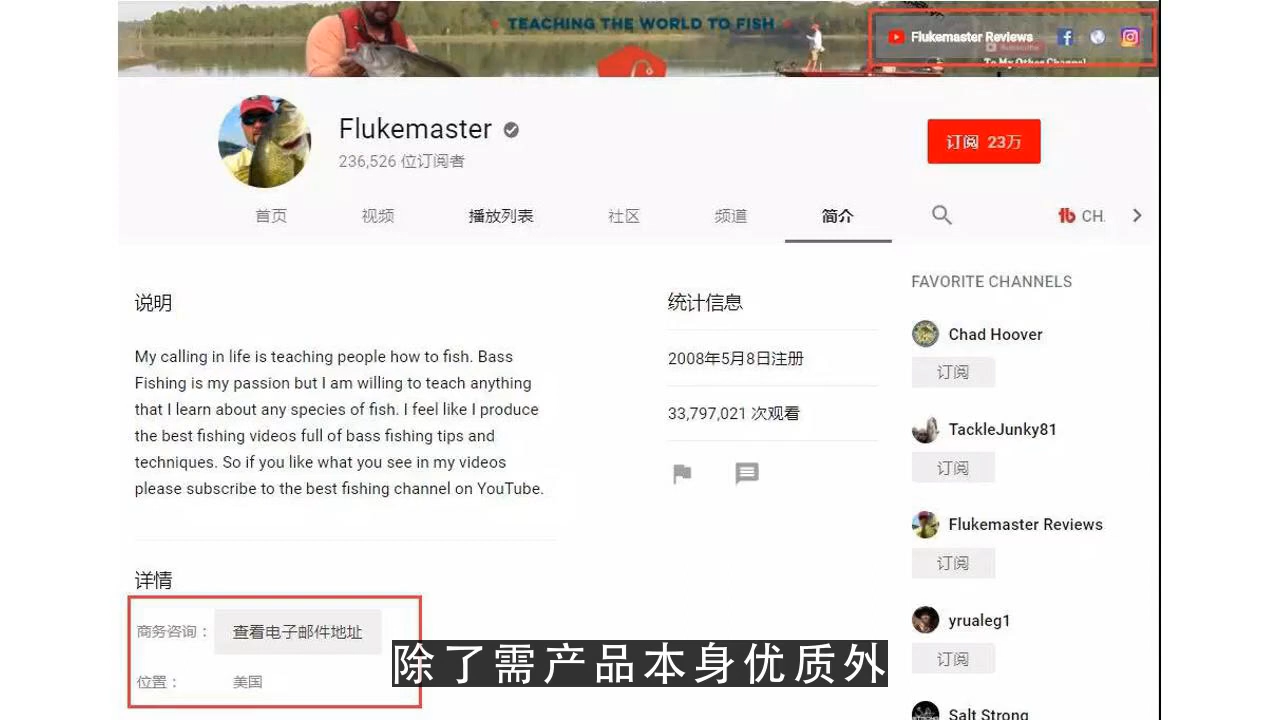 TEACHING THE WORLD TO FISH
Flukemaster Reviews
Subscribe
To My Other Channel
Flukemaster
236,526 位订阅者
订阅 23万
首页 视频 播放列表 社区 频道 简介 CH.
说明
My calling in life is teaching people how to fish. Bass
Fishing is my passion but I am willing to teach anything
that I learn about any species of fish. I feel like I produce
the best fishing videos full of bass fishing tips and
techniques. So if you like what you see in my videos
please subscribe to the best fishing channel on YouTube.
详情
商务咨询： 查看电子邮件地址
位置： 美国
统计信息
2008年5月8日注册
33,797,021 次观看
FAVORITE CHANNELS
Chad Hoover
订阅
TackleJunky81
订阅
Flukemaster Reviews
订阅
yrualeg1
订阅
Salt Strong
除了需产品本身优质外